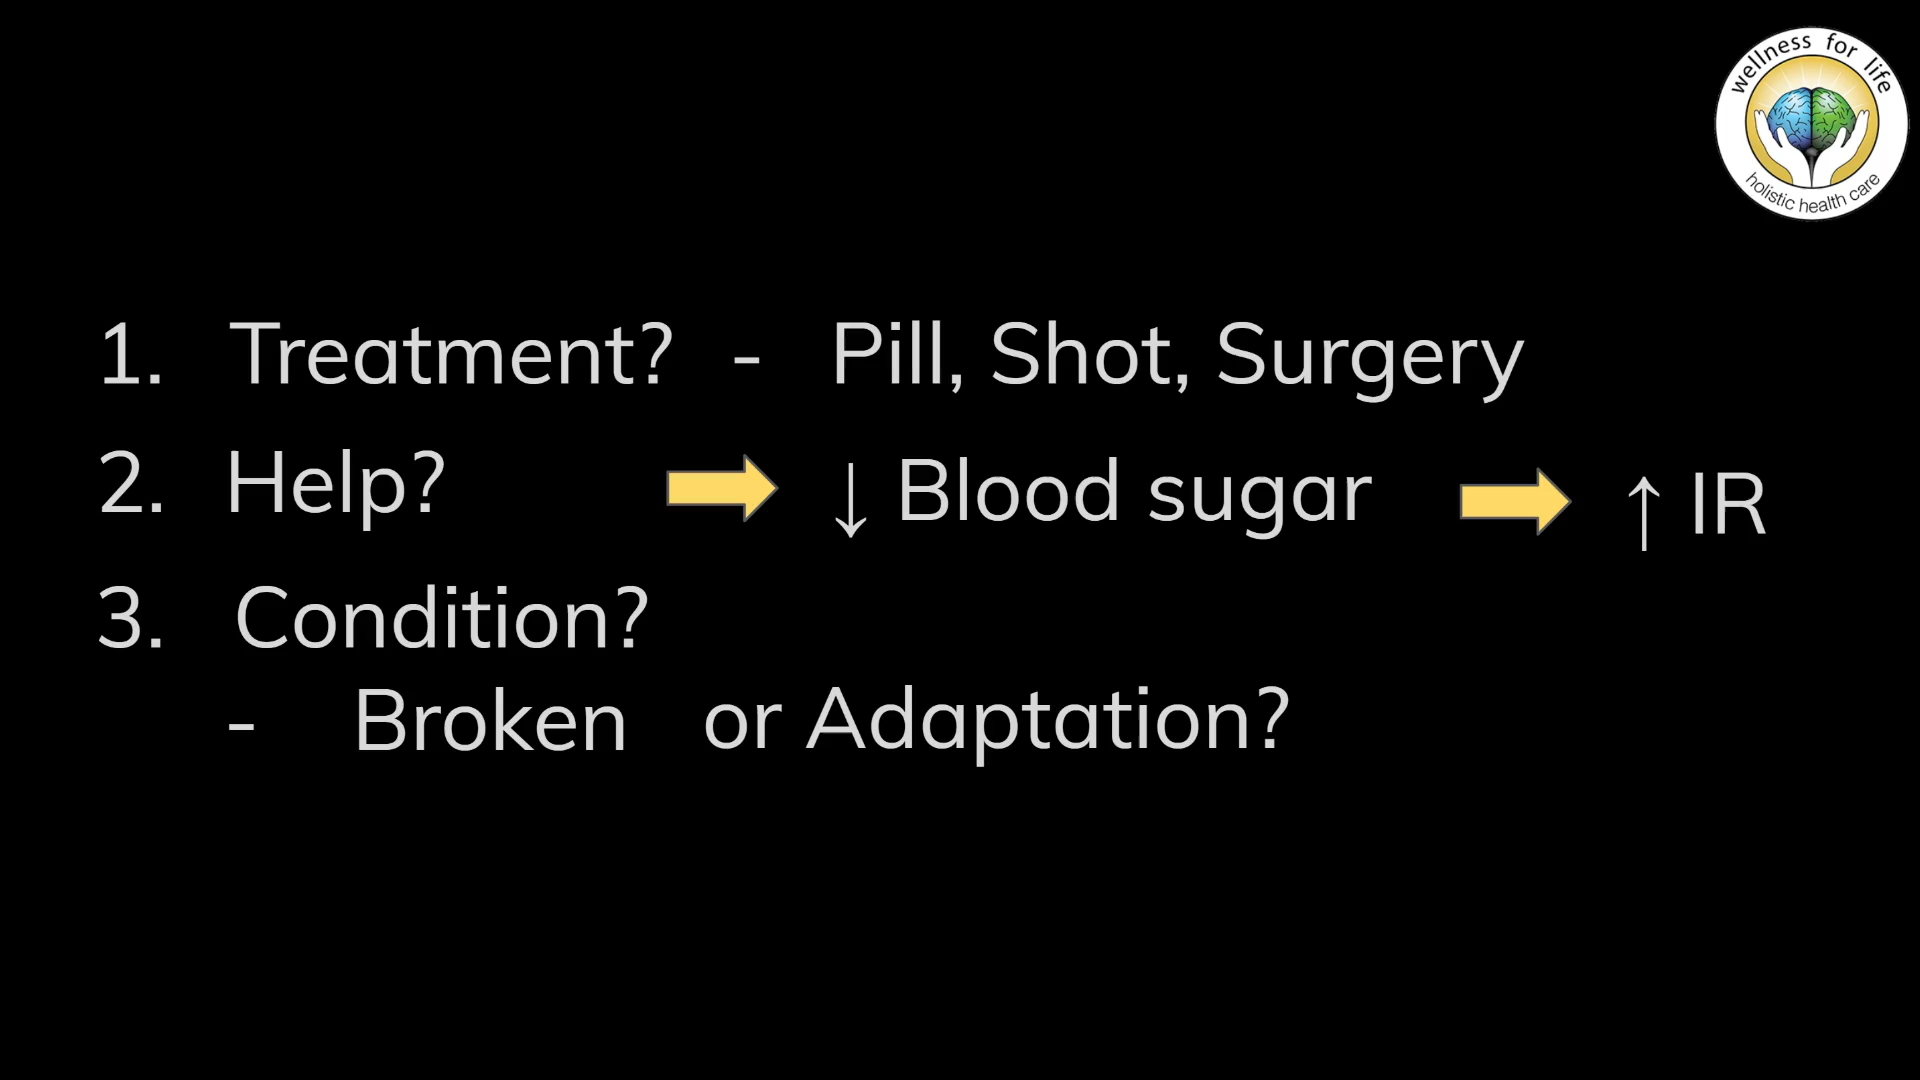 wellness for life
holistic health care
1. Treatment? - Pill, Shot, Surgery
2. Help? ↓ Blood sugar ↑ IR
3. Condition?
- Broken or Adaptation?